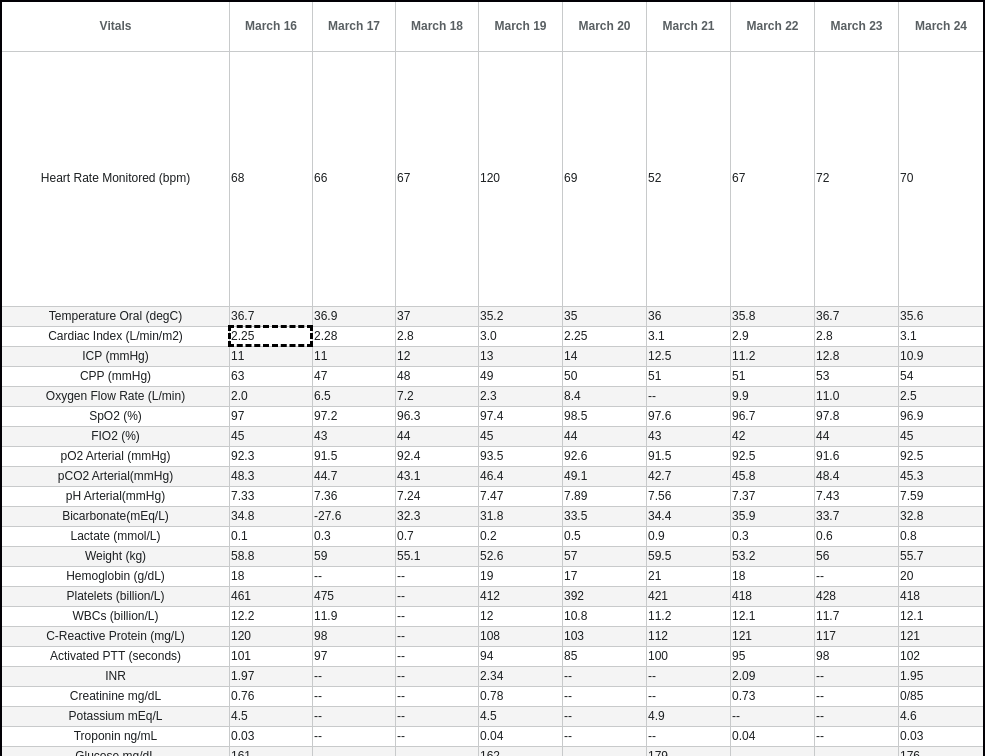 Vitals March 16 March 17 March 18 March 19 March 20 March 21 March 22 March 23 March 24
Heart Rate Monitored (bpm) 68 66 67 120 69 52 67 72 70
Temperature Oral (degC) 36.7 36.9 37 35.2 35 36 35.8 36.7 35.6
Cardiac Index (L/min/m2) 2.25 2.28 2.8 3.0 2.25 3.1 2.9 2.8 3.1
ICP (mmHg) 11 11 12 13 14 12.5 11.2 12.8 10.9
CPP (mmHg) 63 47 48 49 50 51 51 53 54
Oxygen Flow Rate (L/min) 2.0 6.5 7.2 2.3 8.4 -- 9.9 11.0 2.5
SpO2 (%) 97 97.2 96.3 97.4 98.5 97.6 96.7 97.8 96.9
FIO2 (%) 45 43 44 45 44 43 42 44 45
pO2 Arterial (mmHg) 92.3 91.5 92.4 93.5 92.6 91.5 92.5 91.6 92.5
pCO2 Arterial(mmHg) 48.3 44.7 43.1 46.4 49.1 42.7 45.8 48.4 45.3
pH Arterial(mmHg) 7.33 7.36 7.24 7.47 7.89 7.56 7.37 7.43 7.59
Bicarbonate(mEq/L) 34.8 -27.6 32.3 31.8 33.5 34.4 35.9 33.7 32.8
Lactate (mmol/L) 0.1 0.3 0.7 0.2 0.5 0.9 0.3 0.6 0.8
Weight (kg) 58.8 59 55.1 52.6 57 59.5 53.2 56 55.7
Hemoglobin (g/dL) 18 -- -- 19 17 21 18 -- 20
Platelets (billion/L) 461 475 -- 412 392 421 418 428 418
WBCs (billion/L) 12.2 11.9 -- 12 10.8 11.2 12.1 11.7 12.1
C-Reactive Protein (mg/L) 120 98 -- 108 103 112 121 117 121
Activated PTT (seconds) 101 97 -- 94 85 100 95 98 102
INR 1.97 -- -- 2.34 -- -- 2.09 -- 1.95
Creatinine mg/dL 0.76 -- -- 0.78 -- -- 0.73 -- 0/85
Potassium mEq/L 4.5 -- -- 4.5 -- 4.9 -- -- 4.6
Troponin ng/mL 0.03 -- -- 0.04 -- -- 0.04 -- 0.03
Glucose mg/dL 161 162 179 176